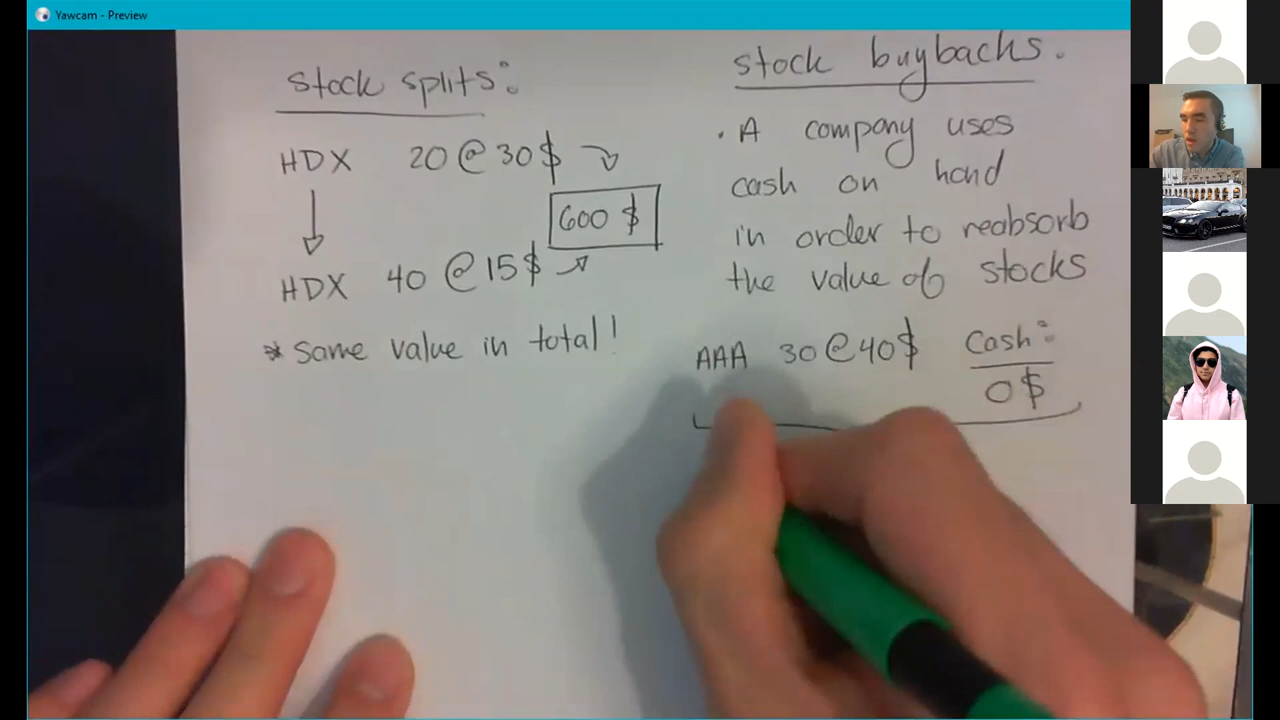 Yawcam - Preview
stock splits:
HDX 20 @ 30$
600 $
HDX 40 @ 15$
* Same value in total!
stock buybacks.
. A company uses
cash on hand
in order to reabsorb
the value of stocks
AAA 30 @ 40$ Cash:
0$